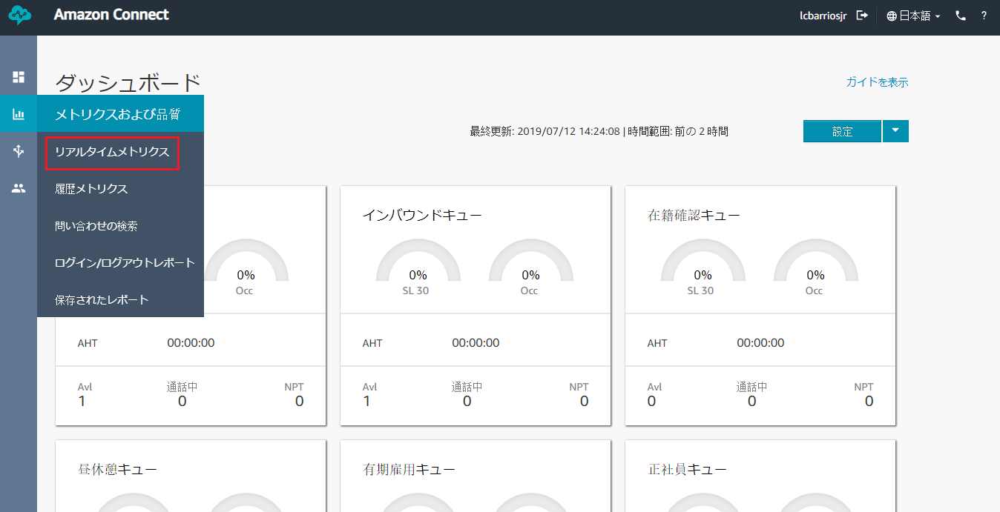 Amazon Connect
lcbarriosjr
日本語
?
ダッシュボード
ガイドを表示
メトリクスおよび品質
リアルタイムメトリクス
履歴メトリクス
問い合わせの検索
ログイン/ログアウトレポート
保存されたレポート
最終更新: 2019/07/12 14:24:08 | 時間範囲: 前の 2 時間
設定
0%
Occ
AHT 00:00:00
Avl 通話中 NPT
1 0 0
インバウンドキュー
0% 0%
SL 30 Occ
AHT 00:00:00
Avl 通話中 NPT
1 0 0
在籍確認キュー
0% 0%
SL 30 Occ
AHT 00:00:00
Avl 通話中 NPT
0 0 0
昼休憩キュー
有期雇用キュー
正社員キュー